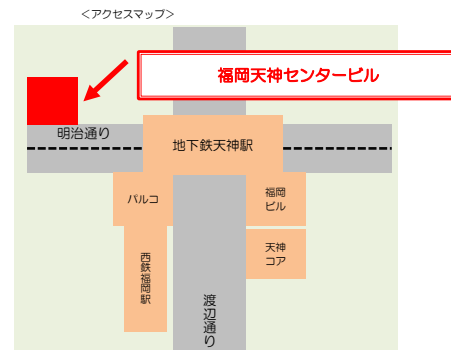 ＜アクセスマップ＞
福岡天神センタービル
明治通り
地下鉄天神駅
パルコ
福岡
ビル
天神
コア
西鉄福岡駅
渡辺通り